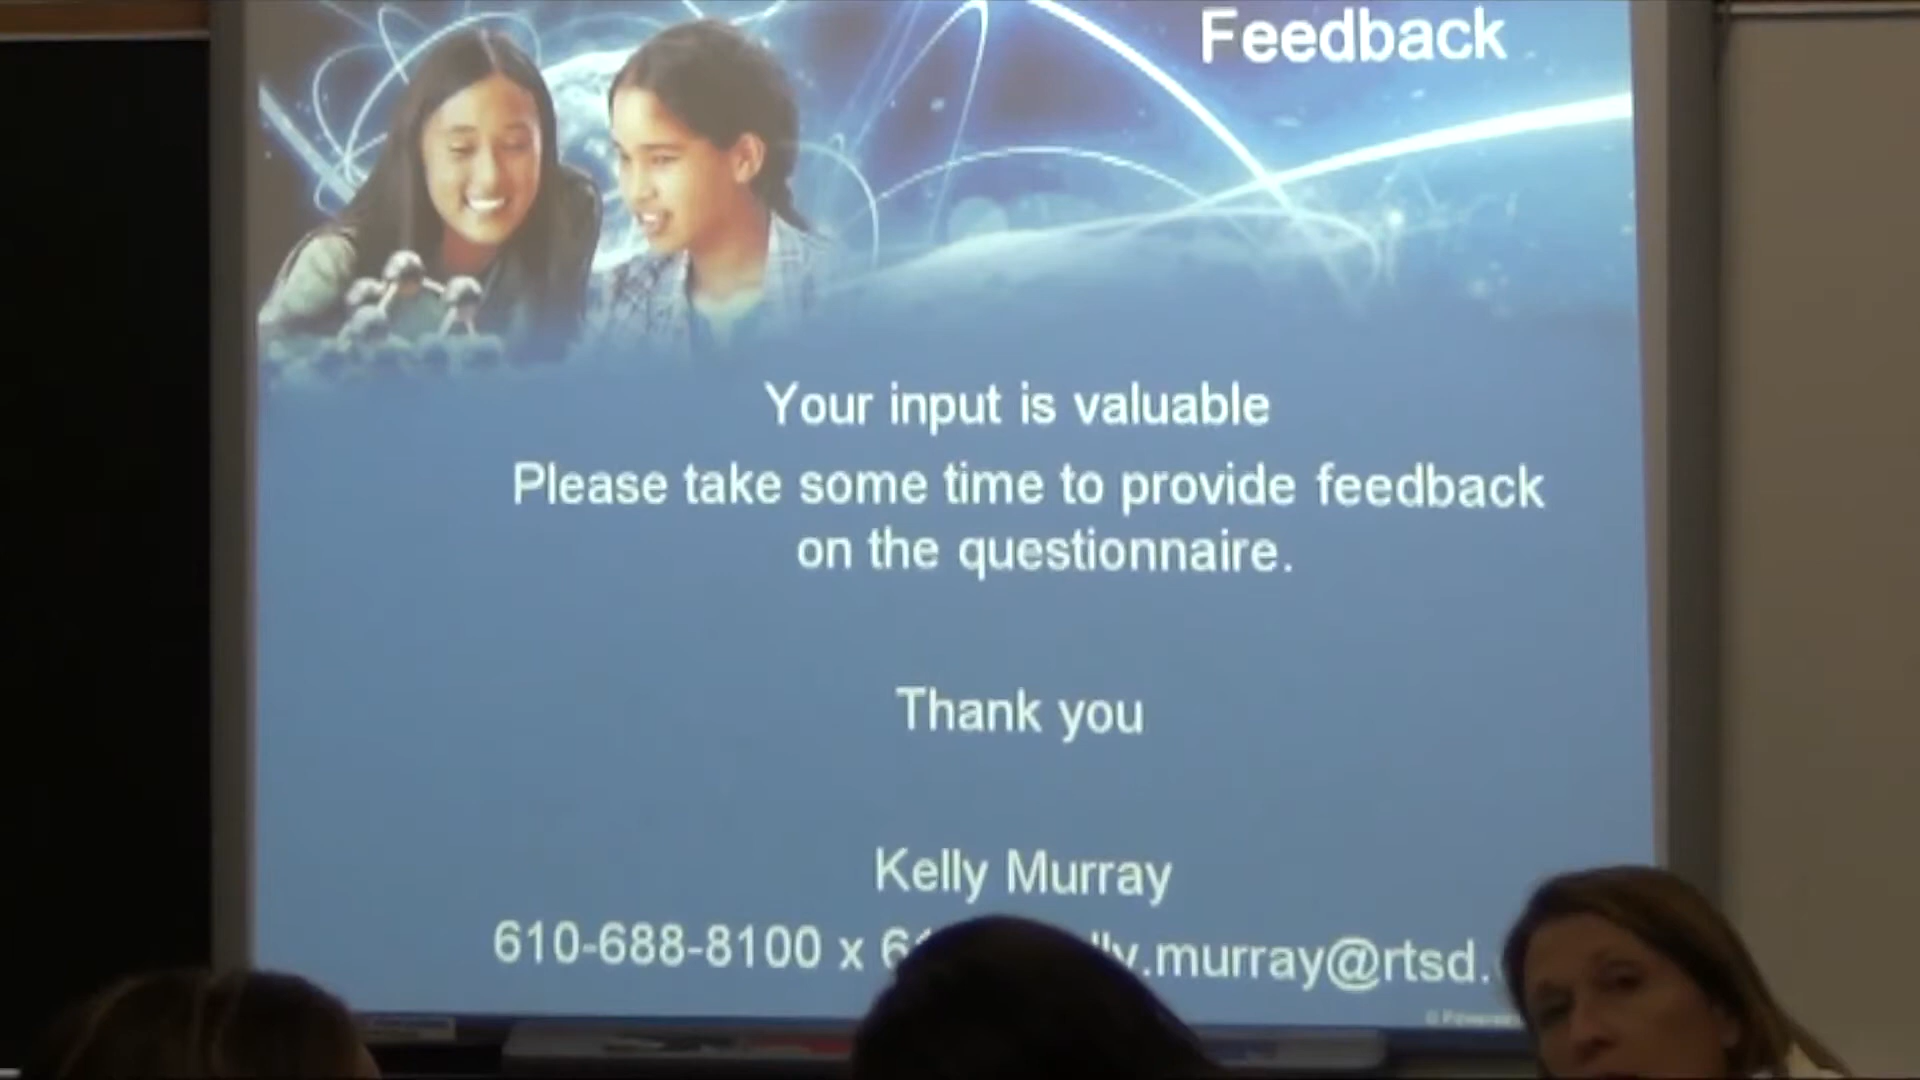 Feedback
Your input is valuable
Please take some time to provide feedback
on the questionnaire.
Thank you
Kelly Murray
610-688-8100 x .murray@rtsd.